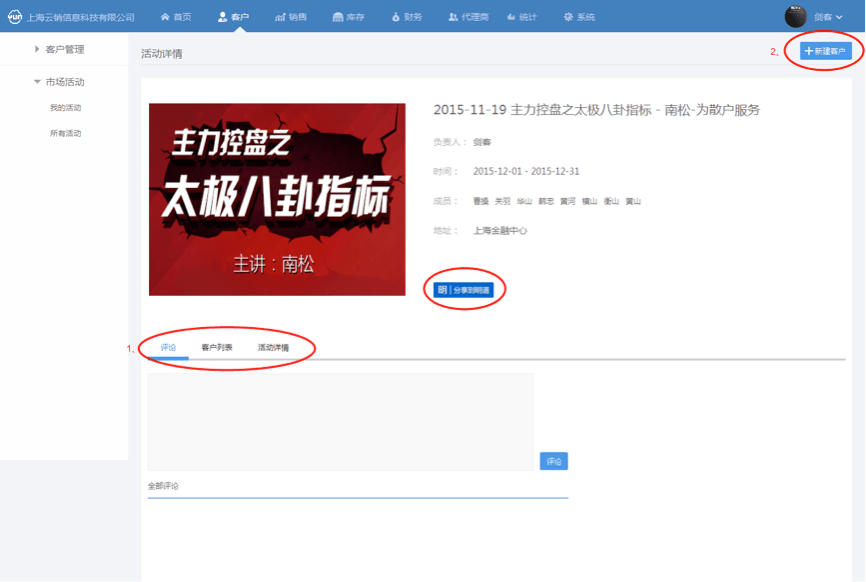 yun 上海云销信息科技有限公司 首页 客户 销售 库存 财务 代理商 统计 系统 剑客
客户管理
市场活动
我的活动
所有活动
活动详情
2、
+新建客户
主力控盘之
太极八卦指标
主讲：南松
2015-11-19 主力控盘之太极八卦指标 - 南松-为散户服务
负责人： 剑客
时间： 2015-12-01 - 2015-12-31
成员： 曹操 关羽 华山 韩忠 黄河 横山 衡山 黄山
地址： 上海金融中心
明 | 分享到明道
1、
评论 客户列表 活动详情
评论
全部评论